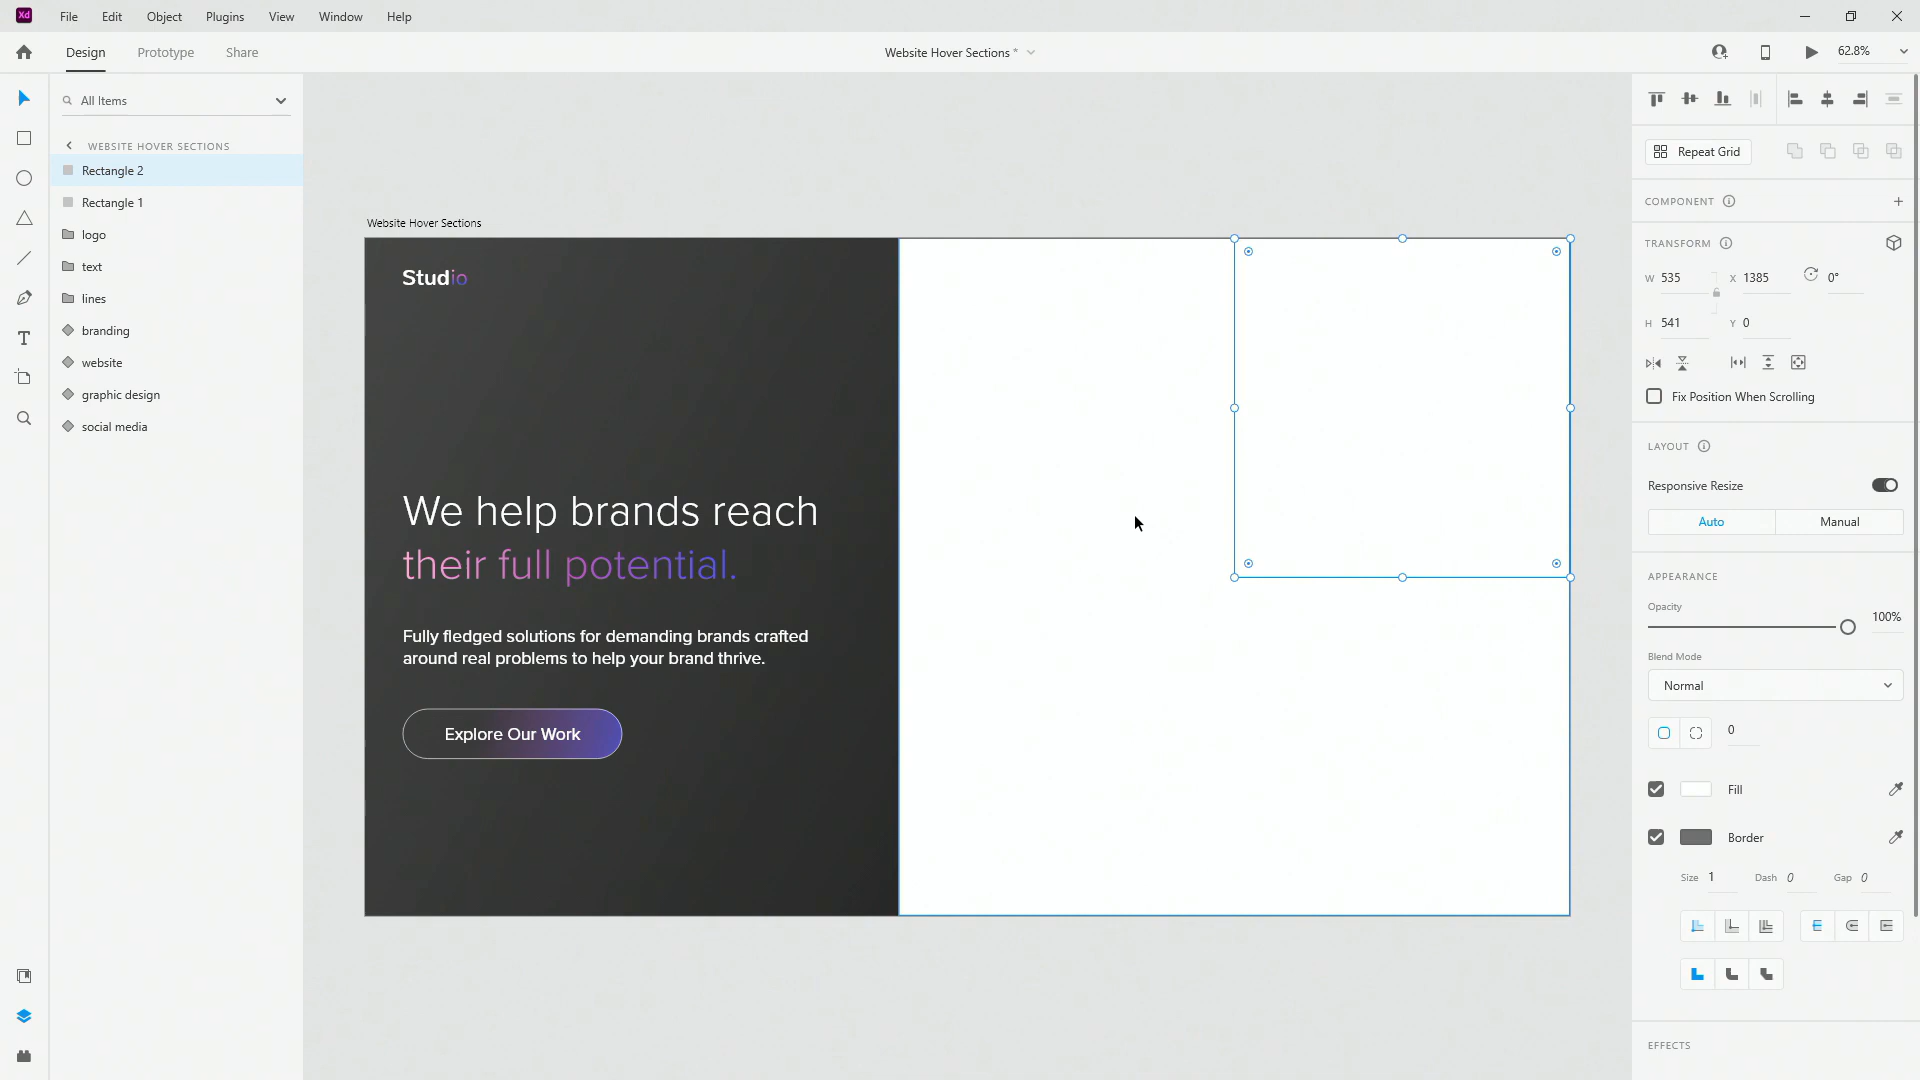 Xd File Edit Object Plugins View Window Help
Design Prototype Share
Website Hover Sections *
62.8%
All Items
WEBSITE HOVER SECTIONS
Rectangle 2
Rectangle 1
logo
text
lines
branding
website
graphic design
social media
Website Hover Sections
Studio
We help brands reach
their full potential.
Fully fledged solutions for demanding brands crafted
around real problems to help your brand thrive.
Explore Our Work
Repeat Grid
COMPONENT
TRANSFORM
W 535 X 1385 0°
H 541 Y 0
Fix Position When Scrolling
LAYOUT
Responsive Resize
Auto Manual
APPEARANCE
Opacity
100%
Blend Mode
Normal
0
Fill
Border
Size 1 Dash 0 Gap 0
EFFECTS